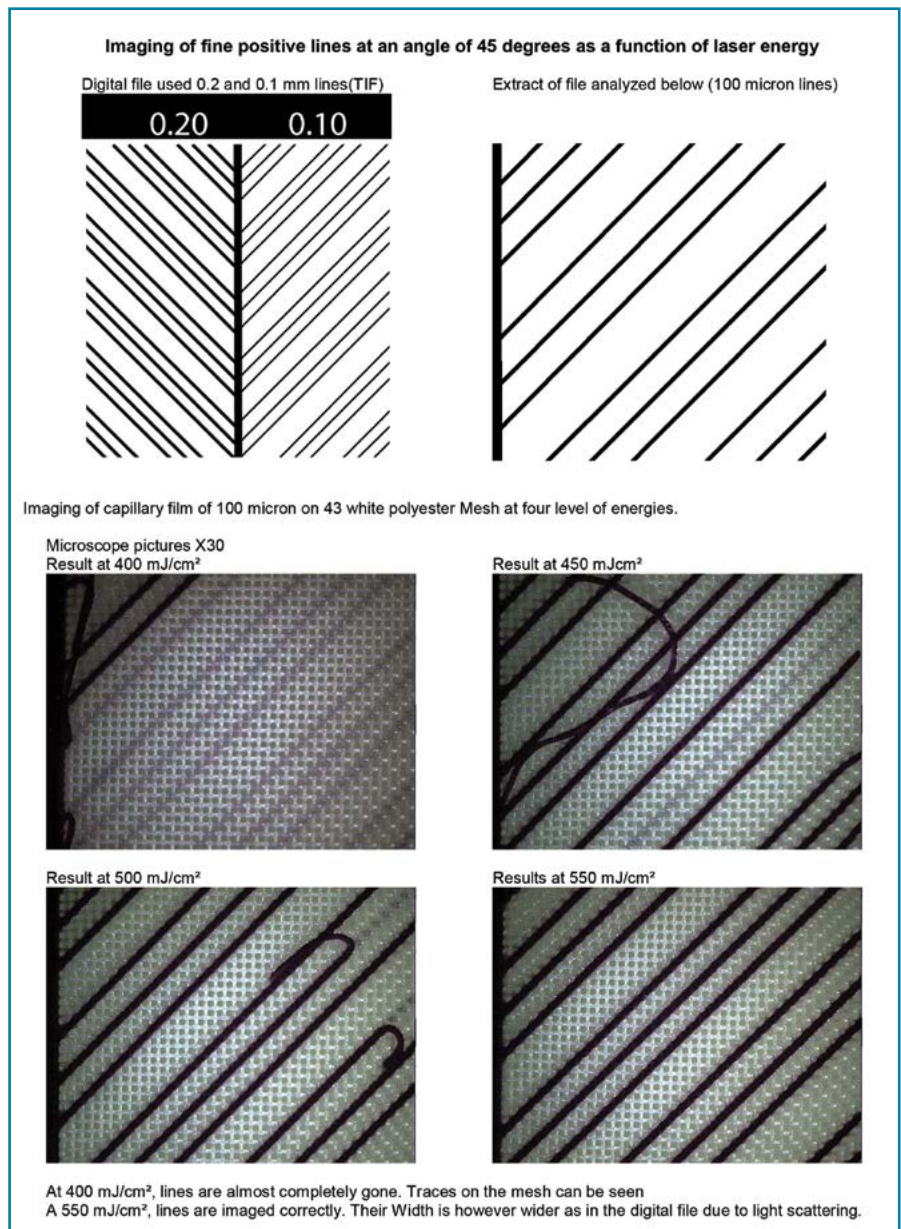 Imaging of fine positive lines at an angle of 45 degrees as a function of laser energy
Digital file used 0.2 and 0.1 mm lines(TIF)
Extract of file analyzed below (100 micron lines)
0.20 0.10
Imaging of capillary film of 100 micron on 43 white polyester Mesh at four level of energies.
Microscope pictures X30
Result at 400 mJ/cm²
Result at 450 mJcm²
Result at 500 mJ/cm²
Results at 550 mJ/cm²
At 400 mJ/cm², lines are almost completely gone. Traces on the mesh can be seen
A 550 mJ/cm², lines are imaged correctly. Their Width is however wider as in the digital file due to light scattering.